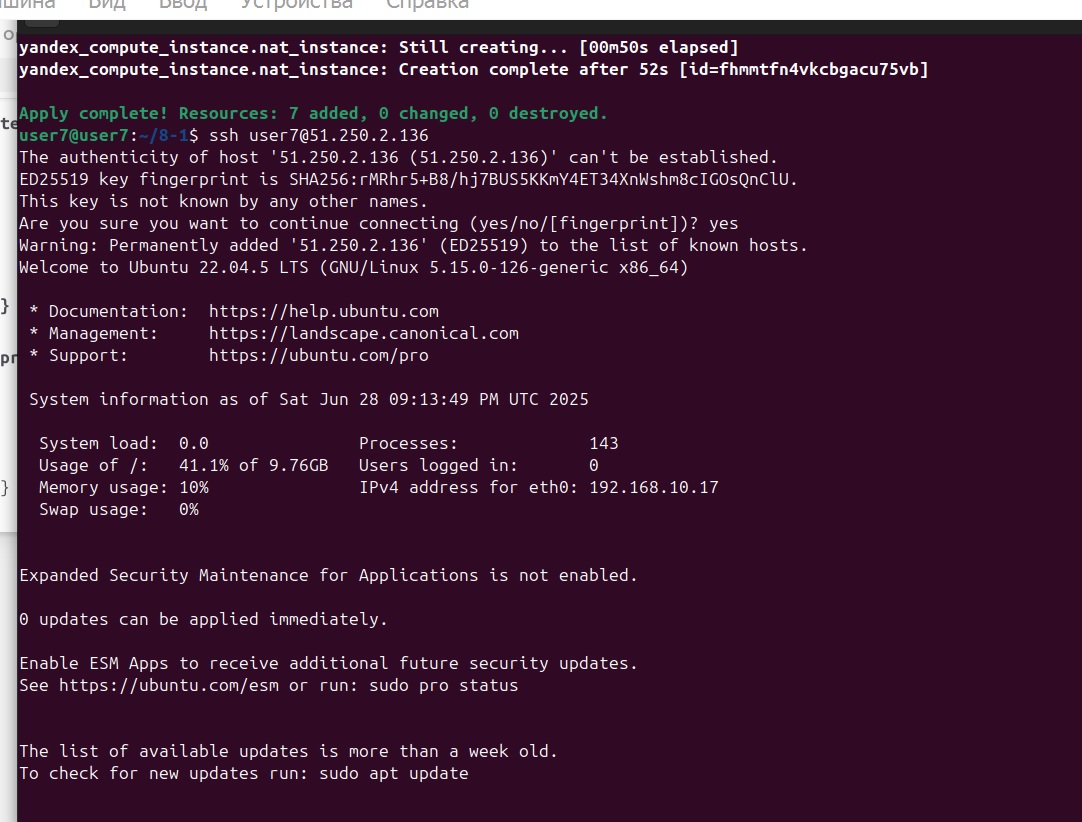 Вид Ввод Устройства Справка
yandex_compute_instance.nat_instance: Still creating... [00m50s elapsed]
yandex_compute_instance.nat_instance: Creation complete after 52s [id=fhmmtfn4vkcbgacu75vb]
Apply complete! Resources: 7 added, 0 changed, 0 destroyed.
user7@user7:~/8-1$ ssh user7@51.250.2.136
The authenticity of host '51.250.2.136 (51.250.2.136)' can't be established.
ED25519 key fingerprint is SHA256:rMRhr5+B8/hj7BUS5KKmY4ET34XnWshm8cIGOsQnClU.
This key is not known by any other names.
Are you sure you want to continue connecting (yes/no/[fingerprint])? yes
Warning: Permanently added '51.250.2.136' (ED25519) to the list of known hosts.
Welcome to Ubuntu 22.04.5 LTS (GNU/Linux 5.15.0-126-generic x86_64)
* Documentation: https://help.ubuntu.com
* Management: https://landscape.canonical.com
* Support: https://ubuntu.com/pro
System information as of Sat Jun 28 09:13:49 PM UTC 2025
System load: 0.0 Processes: 143
Usage of /: 41.1% of 9.76GB Users logged in: 0
Memory usage: 10% IPv4 address for eth0: 192.168.10.17
Swap usage: 0%
Expanded Security Maintenance for Applications is not enabled.
0 updates can be applied immediately.
Enable ESM Apps to receive additional future security updates.
See https://ubuntu.com/esm or run: sudo pro status
The list of available updates is more than a week old.
To check for new updates run: sudo apt update